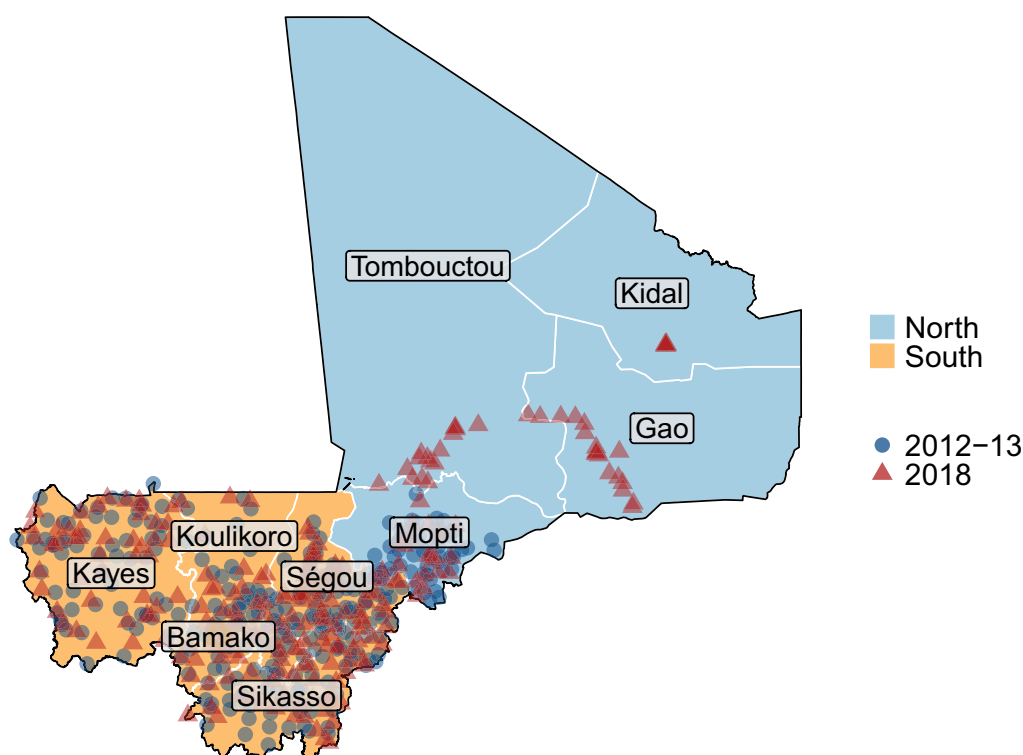 Tombouctou
Kidal
North
South
Gao
2012−13
2018
Mopti
Koulikoro
Kayes
Ségou
Bamako
Sikasso